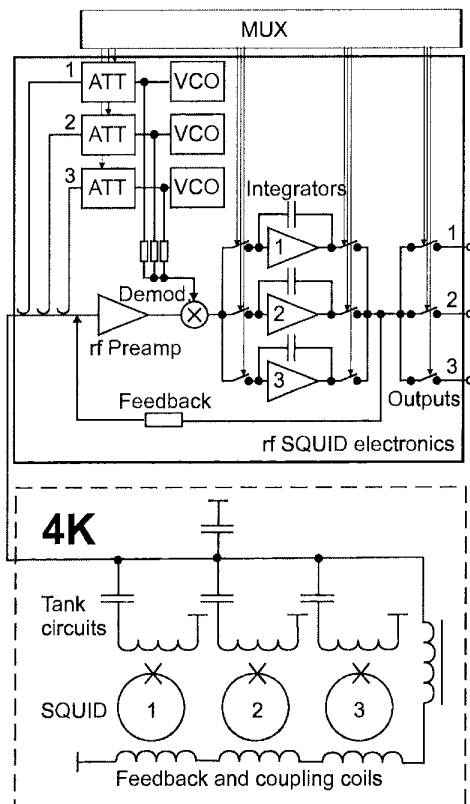 MUX
1 ATT VCO
2 ATT VCO
3 ATT VCO
Integrators
1
1
Demod
2
2
rf Preamp
3
3
Feedback
Outputs
rf SQUID electronics
4K
Tank
circuits
SQUID 1 2 3
Feedback and coupling coils